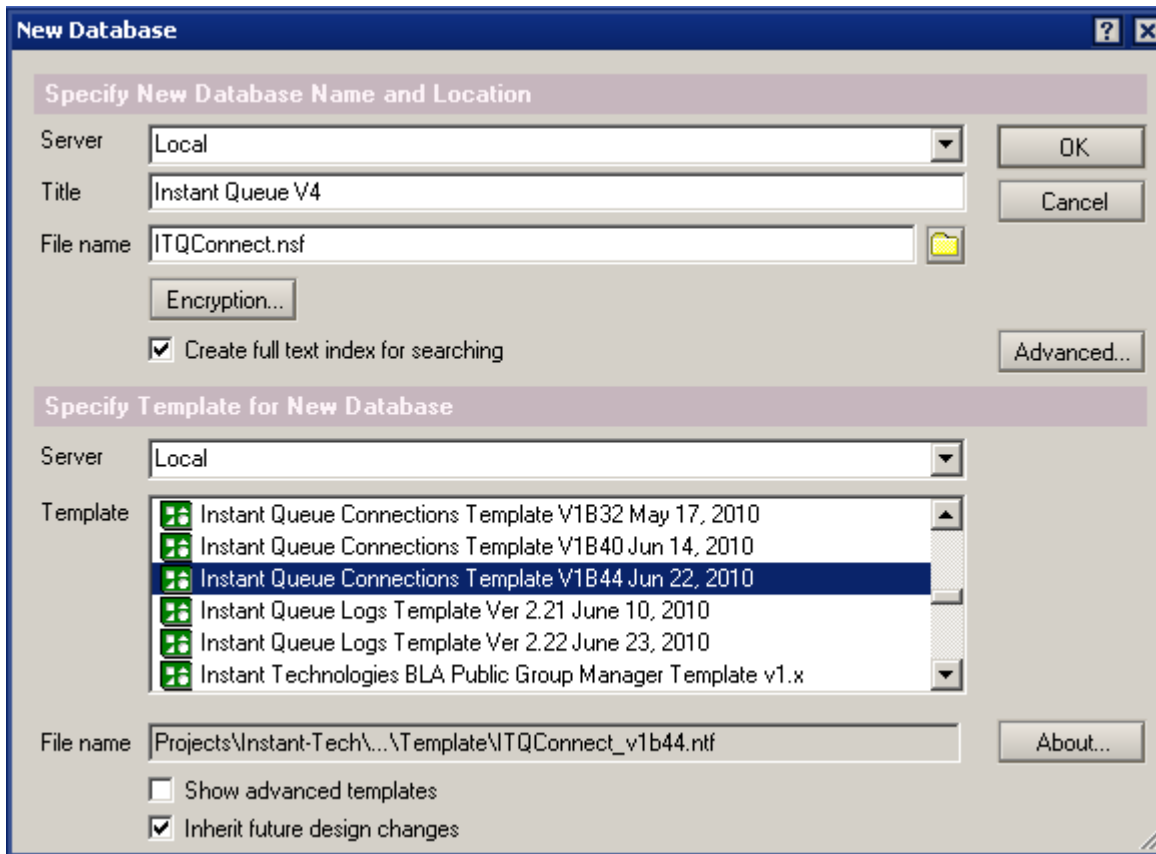 New Database
Specify New Database Name and Location
Server Local OK
Title Instant Queue V4 Cancel
File name ITQConnect.nsf
Encryption...
Create full text index for searching Advanced...
Specify Template for New Database
Server Local
Template Instant Queue Connections Template V1B32 May 17, 2010
Instant Queue Connections Template V1B40 Jun 14, 2010
Instant Queue Connections Template V1B44 Jun 22, 2010
Instant Queue Logs Template Ver 2.21 June 10, 2010
Instant Queue Logs Template Ver 2.22 June 23, 2010
Instant Technologies BLA Public Group Manager Template v1.x
File name Projects\Instant-Tech\...\Template\ITQConnect_v1b44.ntf About...
Show advanced templates
Inherit future design changes